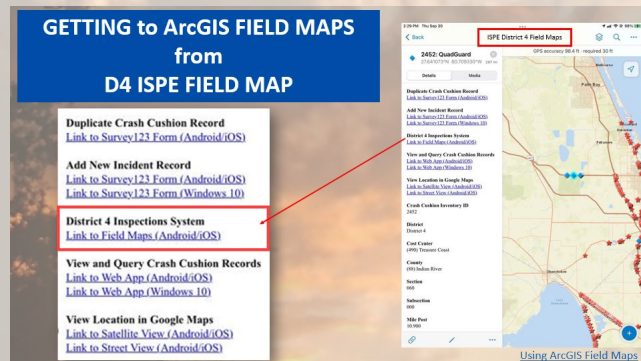 GETTING to ArcGIS FIELD MAPS
from
D4 ISPE FIELD MAP
Duplicate Crash Cushion Record
Link to Survey123 Form (Android/iOS)
Add New Incident Record
Link to Survey123 Form (Android/iOS)
Link to Survey123 Form (Windows 10)
District 4 Inspections System
Link to Field Maps (Android/iOS)
View and Query Crash Cushion Records
Link to Web App (Android/iOS)
Link to Web App (Windows 10)
View Location in Google Maps
Link to Satellite View (Android/iOS)
Link to Street View (Android/iOS)
2:29 PM Thu Sep 30
Back
ISPE District 4 Field Maps
GPS accuracy 98.4 ft · required 30 ft
2452: QuadGuard
Details
Media
Duplicate Crash Cushion Record
Link to Survey123 Form (Android/iOS)
Add New Incident Record
Link to Survey123 Form (Android/iOS)
Link to Survey123 Form (Windows 10)
District 4 Inspections System
Link to Field Maps (Android/iOS)
View and Query Crash Cushion Records
Link to Web App (Android/iOS)
Link to Web App (Windows 10)
View Location in Google Maps
Link to Satellite View (Android/iOS)
Link to Street View (Android/iOS)
Crash Cushion Inventory ID
2452
District
District 4
Cost Center
(490) Treasure Coast
County
(88) Indian River
Section
068
Subsection
000
Mile Post
10.900
Palm Bay
Using ArcGIS Field Maps